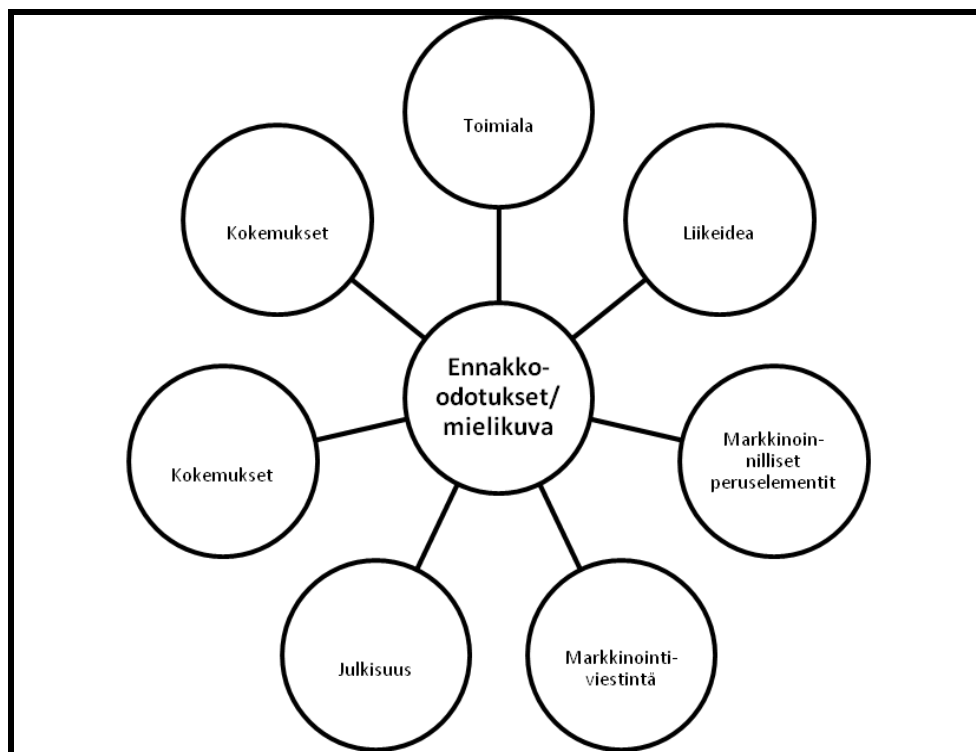 Toimiala
Kokemukset
Liikeidea
Ennakko-
odotukset/
mielikuva
Kokemukset
Markkinoin-
nilliset
peruselementit
Julkisuus
Markkinointi-
viestintä